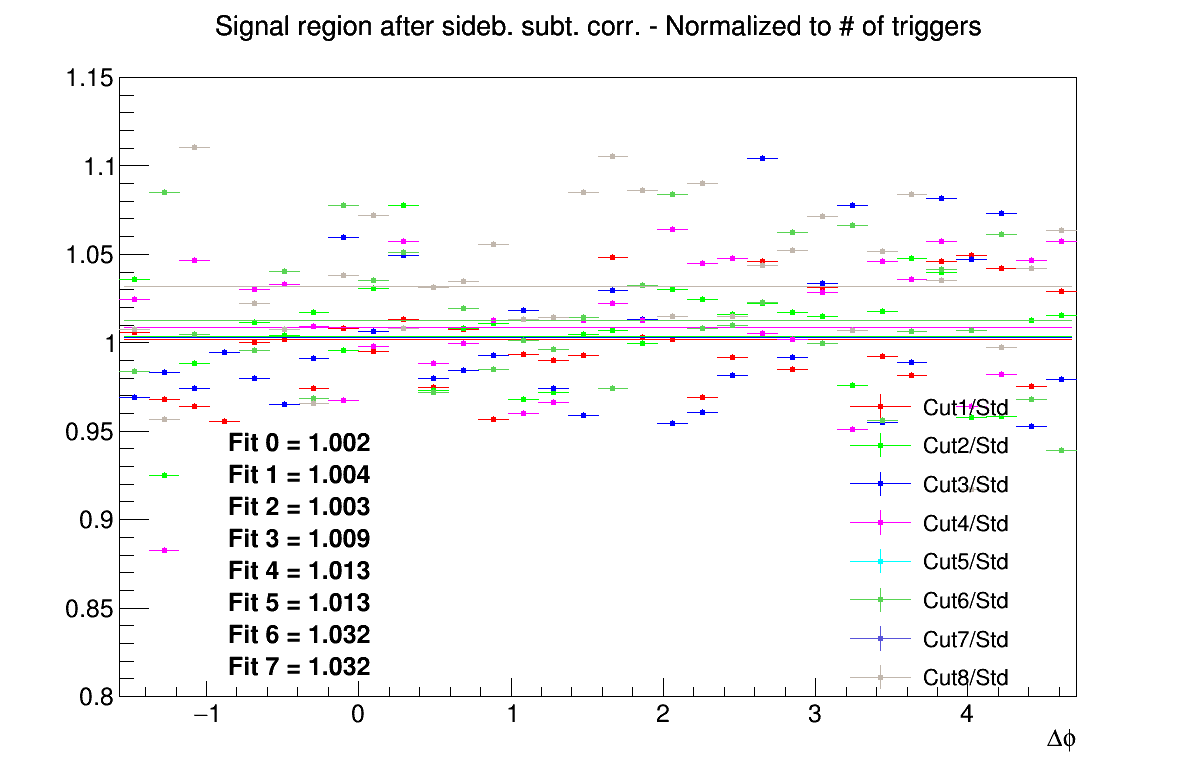 Signal region after sideb. subt. corr. - Normalized to # of triggers
1.15
1.1
1.05
1
0.95
0.9
0.85
0.8
Fit 0 = 1.002
Fit 1 = 1.004
Fit 2 = 1.003
Fit 3 = 1.009
Fit 4 = 1.013
Fit 5 = 1.013
Fit 6 = 1.032
Fit 7 = 1.032
Cut1/Std
Cut2/Std
Cut3/Std
Cut4/Std
Cut5/Std
Cut6/Std
Cut7/Std
Cut8/Std
−1 0 1 2 3 4
Δϕ